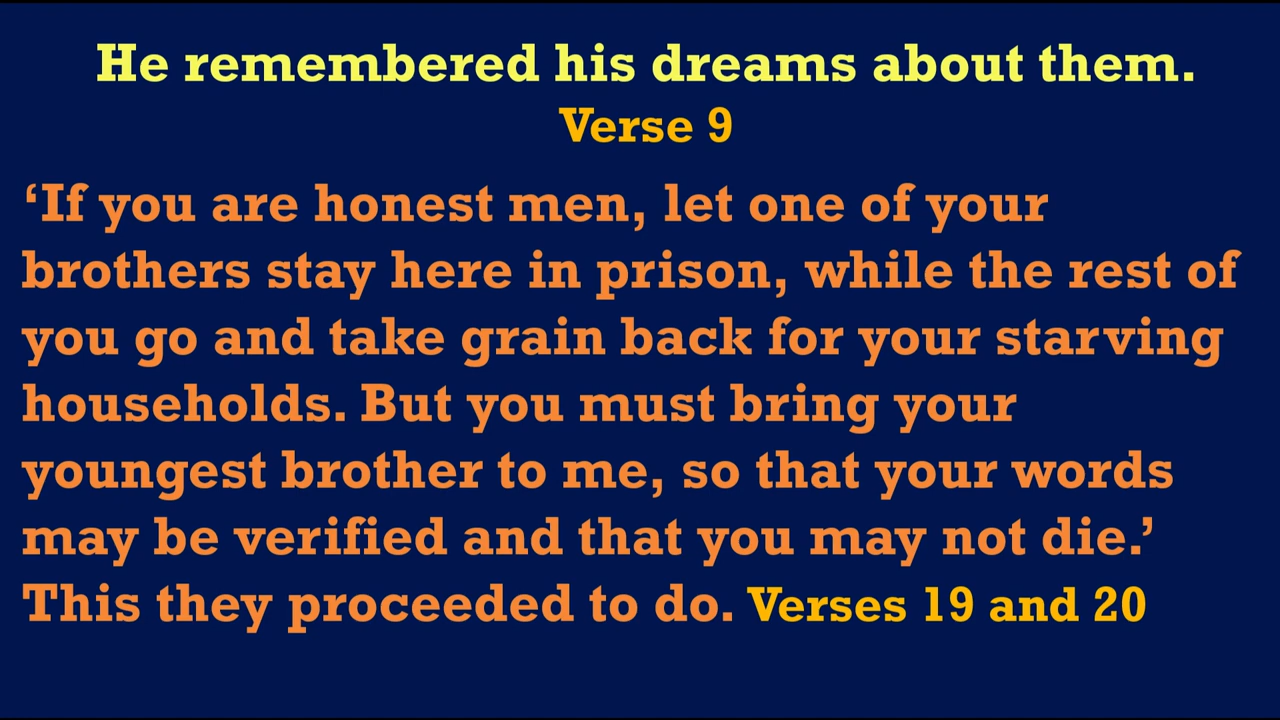 He remembered his dreams about them.
Verse 9
‘If you are honest men, let one of your
brothers stay here in prison, while the rest of
you go and take grain back for your starving
households. But you must bring your
youngest brother to me, so that your words
may be verified and that you may not die.’
This they proceeded to do. Verses 19 and 20